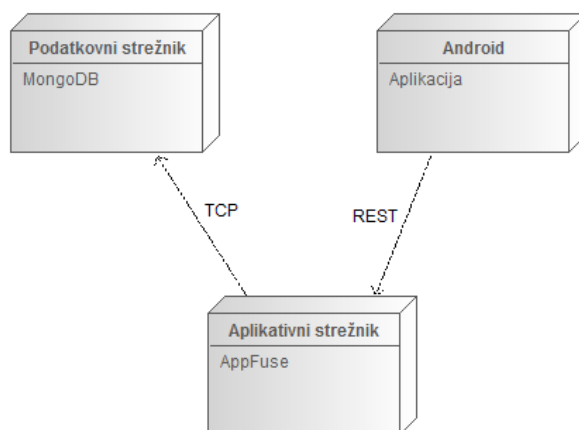 Podatkovni strežnik
MongoDB
Android
Aplikacija
TCP
REST
Aplikativni strežnik
AppFuse